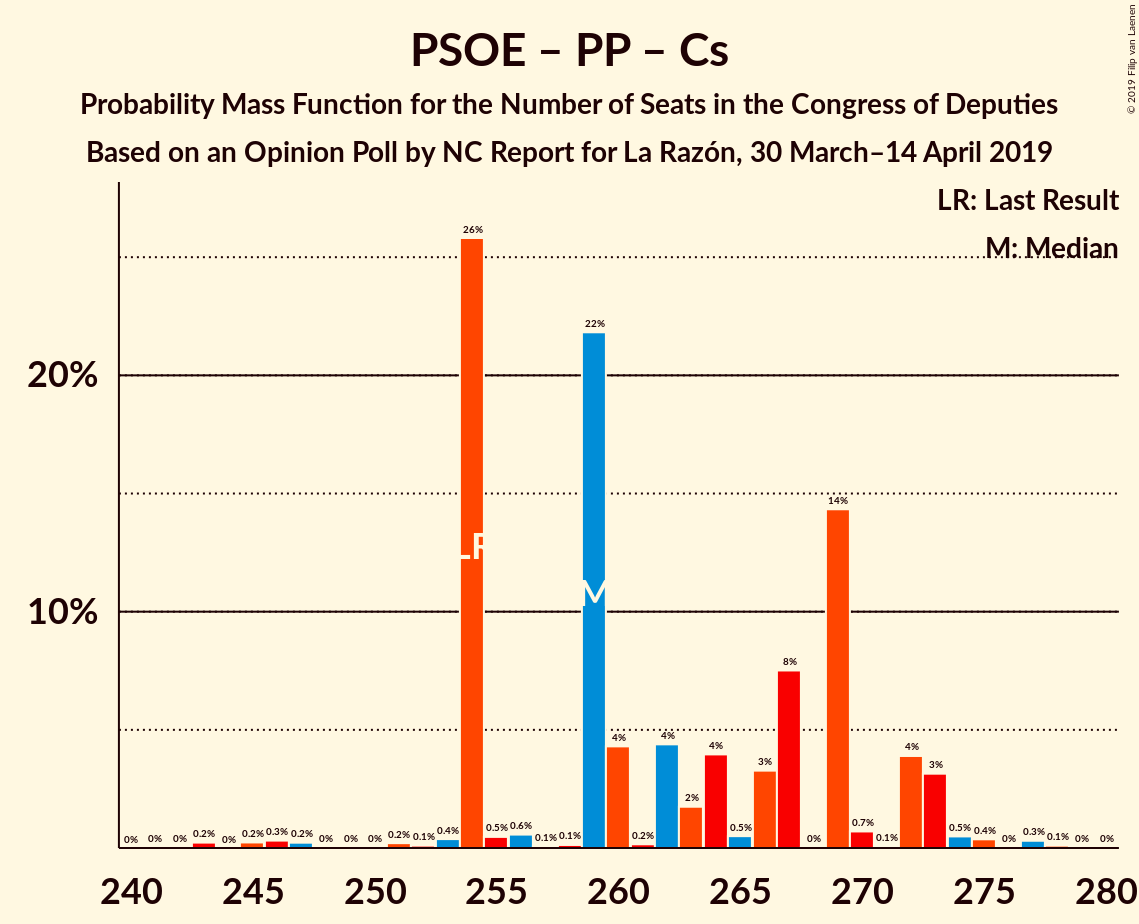 © 2019 Filip van Laenen
PSOE – PP – Cs
Probability Mass Function for the Number of Seats in the Congress of Deputies
Based on an Opinion Poll by NC Report for La Razón, 30 March–14 April 2019
LR: Last Result
M: Median
20%
10%
0% 0% 0% 0.2% 0% 0.2% 0.3% 0.2% 0% 0% 0% 0.2% 0.1% 0.4% 26% 0.5% 0.6% 0.1% 0.1% 22% 4% 0.2% 4% 2% 4% 0.5% 3% 8% 0% 14% 0.7% 0.1% 4% 3% 0.5% 0.4% 0% 0.3% 0.1% 0% 0%
LR
M
240 245 250 255 260 265 270 275 280